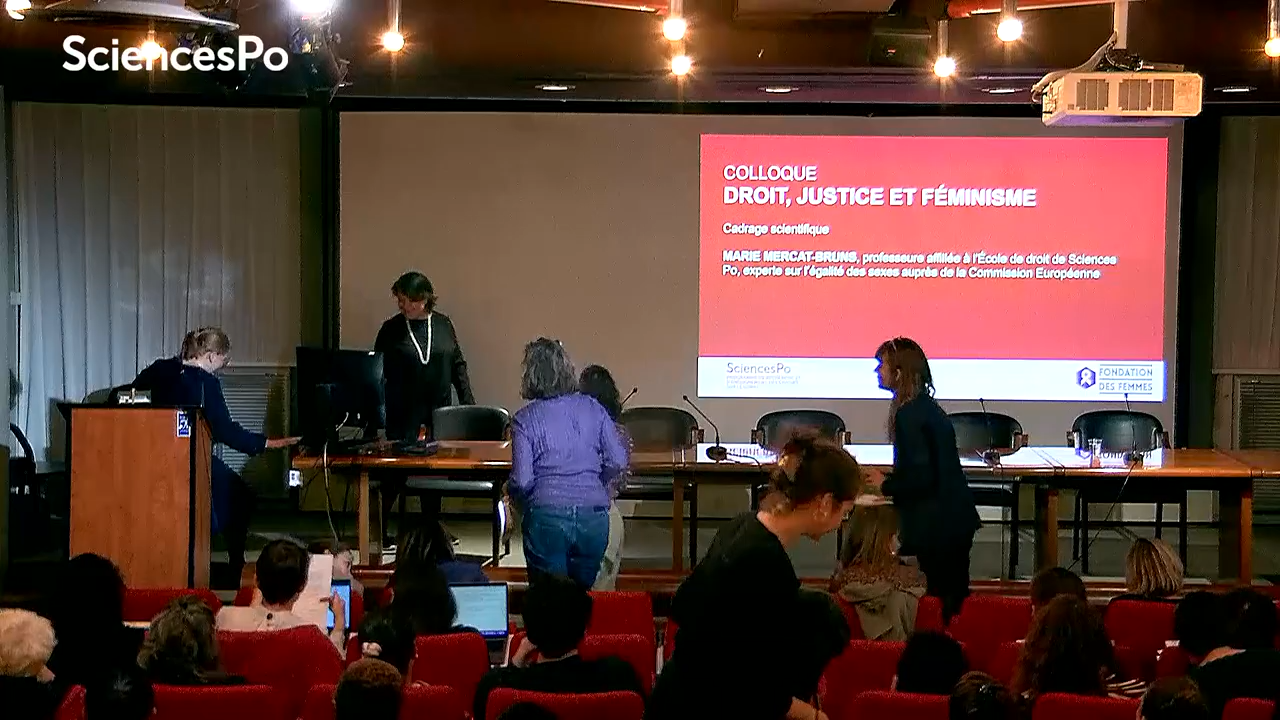 SciencesPo
COLLOQUE
DROIT, JUSTICE ET FÉMINISME
Cadrage scientifique
MARIE MERCAT-BRUNS, professeure affiliée à l'École de droit de Sciences
Po, experte sur l'égalité des sexes auprès de la Commission Européenne
SciencesPo
FONDATION
DES FEMMES